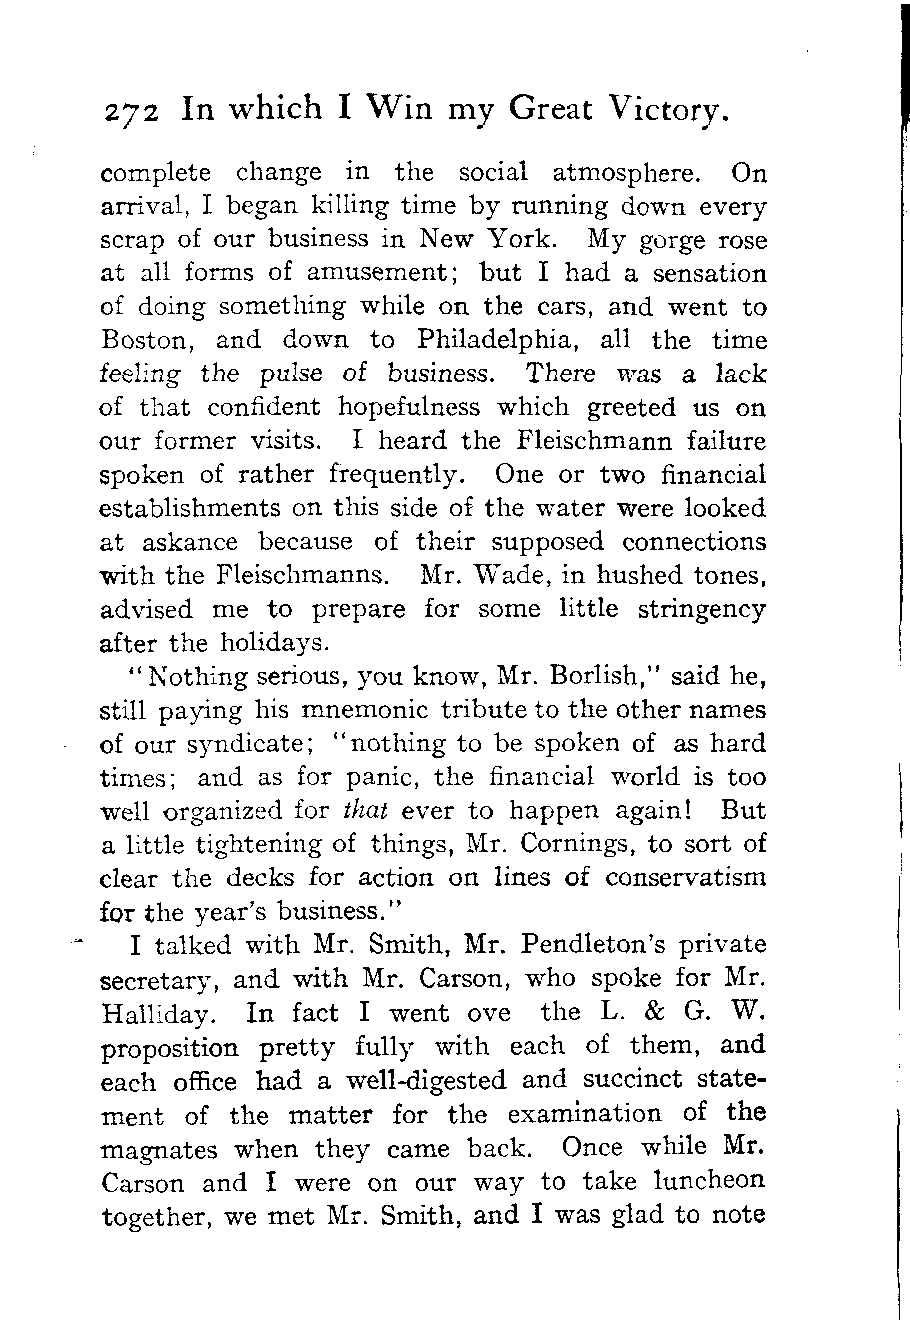 272 In which I Win my Great Victory.
complete change in the social atmosphere. On
arrival, I began killing time by running down every
scrap of our business in New York. My gorge rose
at all forms of amusement; but I had a sensation
of doing something while on the cars, and went to
Boston, and down to Philadelphia, all the time
feeling the pulse of business. There was a lack
of that confident hopefulness which greeted us on
our former visits. I heard the Fleischmann failure
spoken of rather frequently. One or two financial
establishments on this side of the water were looked
at askance because of their supposed connections
with the Fleischmanns. Mr. Wade, in hushed tones,
advised me to prepare for some little stringency
after the holidays.
"Nothing serious, you know, Mr. Borlish," said he,
still paying his mnemonic tribute to the other names
of our syndicate; "nothing to be spoken of as hard
times; and as for panic, the financial world is too
well organized for that ever to happen again! But
a little tightening of things, Mr. Cornings, to sort of
clear the decks for action on lines of conservatism
for the year's business."
I talked with Mr. Smith, Mr. Pendleton's private
secretary, and with Mr. Carson, who spoke for Mr.
Halliday. In fact I went ove the L. & G. W.
proposition pretty fully with each of them, and
each office had a well-digested and succinct state-
ment of the matter for the examination of the
magnates when they came back. Once while Mr.
Carson and I were on our way to take luncheon
together, we met Mr. Smith, and I was glad to note